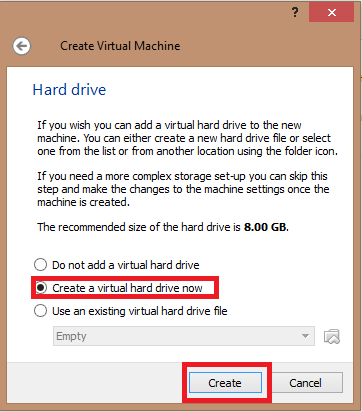 ?
Create Virtual Machine
Hard drive
If you wish you can add a virtual hard drive to the new
machine. You can either create a new hard drive file or select
one from the list or from another location using the folder icon.
If you need a more complex storage set-up you can skip this
step and make the changes to the machine settings once the
machine is created.
The recommended size of the hard drive is 8.00 GB.
Do not add a virtual hard drive
Create a virtual hard drive now
Use an existing virtual hard drive file
Empty
Create
Cancel